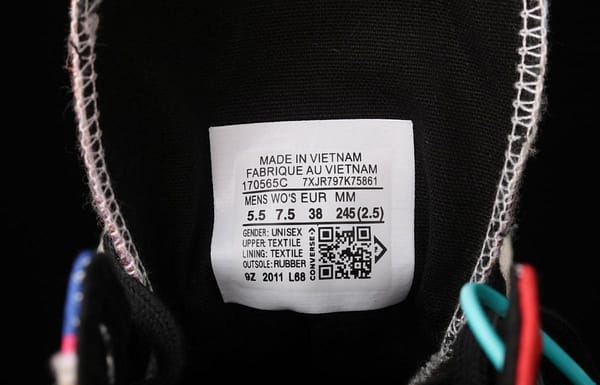 MADE IN VIETNAM
FABRIQUE AU VIETNAM
170565C 7XJR797K75861
MENS WO'S EUR MM
5.5 7.5 38 245(2.5)
GENDER: UNISEX
UPPER: TEXTILE
LINING: TEXTILE
OUTSOLE: RUBBER
9Z 2011 L68
CONVERSE